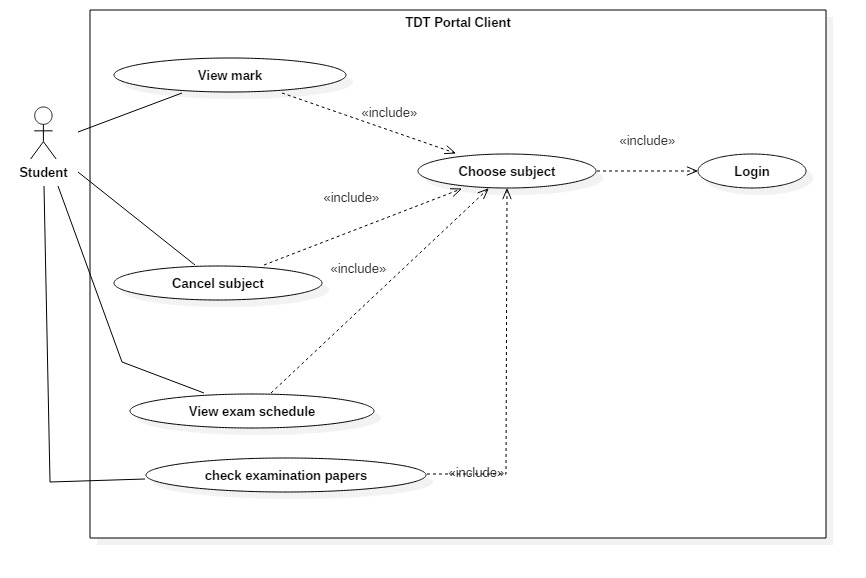 TDT Portal Client
View mark
«include»
«include»
Student
Choose subject
Login
«include»
«include»
Cancel subject
View exam schedule
check examination papers
«include»